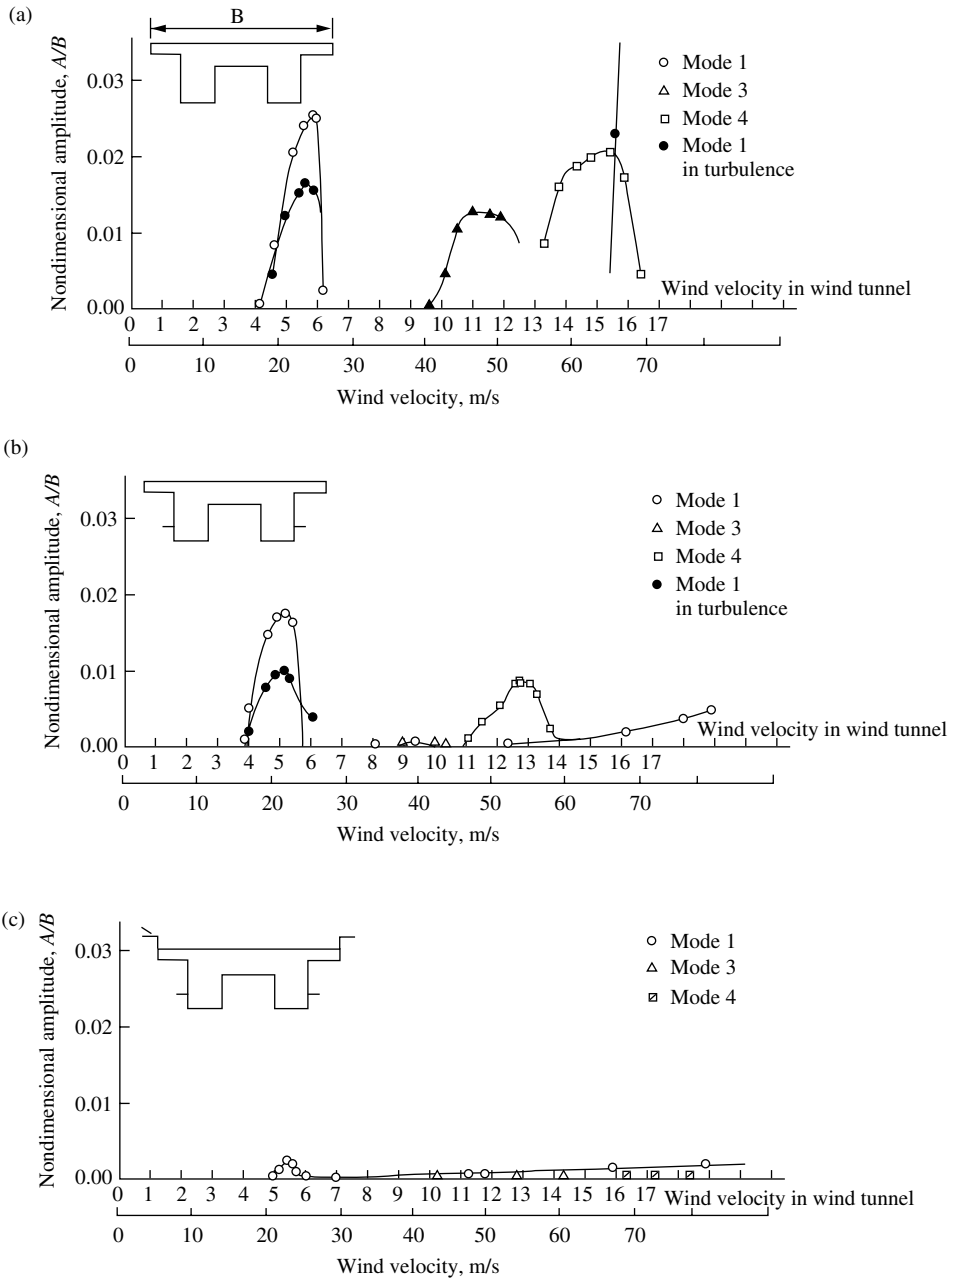 (a)
B
Nondimensional amplitude, A/B
0.03
0.02
0.01
0.00
Mode 1
Mode 3
Mode 4
Mode 1
in turbulence
Wind velocity in wind tunnel
0 1 2 3 4 5 6 7 8 9 10 11 12 13 14 15 16 17
0 10 20 30 40 50 60 70
Wind velocity, m/s
(b)
Nondimensional amplitude, A/B
0.03
0.02
0.01
0.00
Mode 1
Mode 3
Mode 4
Mode 1
in turbulence
Wind velocity in wind tunnel
0 1 2 3 4 5 6 7 8 9 10 11 12 13 14 15 16 17
0 10 20 30 40 50 60 70
Wind velocity, m/s
(c)
Nondimensional amplitude, A/B
0.03
0.02
0.01
0.00
Mode 1
Mode 3
Mode 4
Wind velocity in wind tunnel
0 1 2 3 4 5 6 7 8 9 10 11 12 13 14 15 16 17
0 10 20 30 40 50 60 70
Wind velocity, m/s